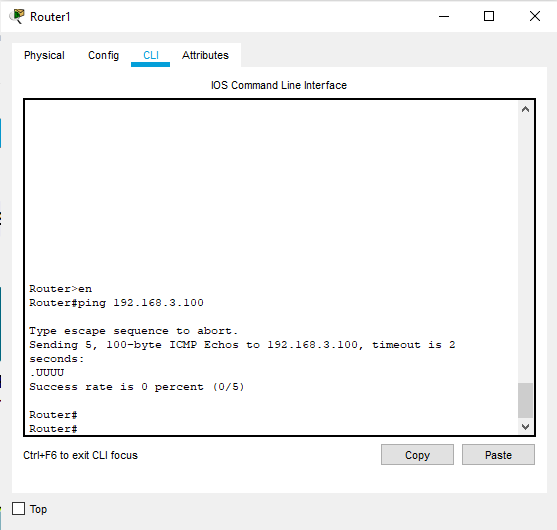 Router1
Physical Config CLI Attributes
IOS Command Line Interface
Router>en
Router#ping 192.168.3.100
Type escape sequence to abort.
Sending 5, 100-byte ICMP Echos to 192.168.3.100, timeout is 2
seconds:
.UUUU
Success rate is 0 percent (0/5)
Router#
Router#
Ctrl+F6 to exit CLI focus
Copy Paste
Top